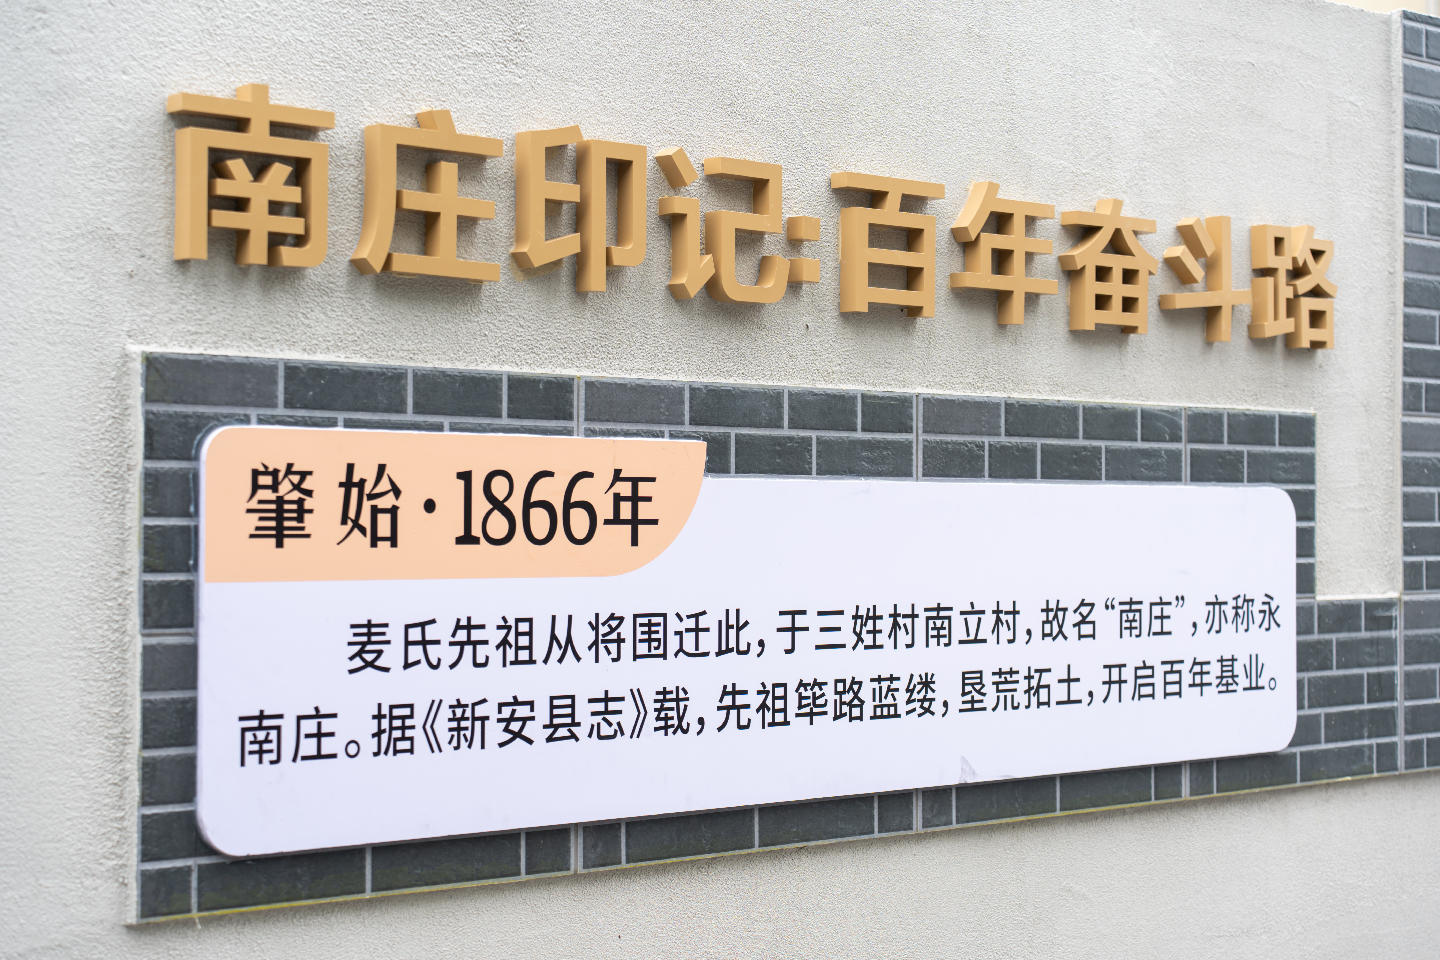 南庄印记:百年奋斗路
肇始·1866年
麦氏先祖从将围迁此，于三姓村南立村，故名“南庄”，亦称永
南庄。据《新安县志》载，先祖筚路蓝缕，垦荒拓土，开启百年基业。